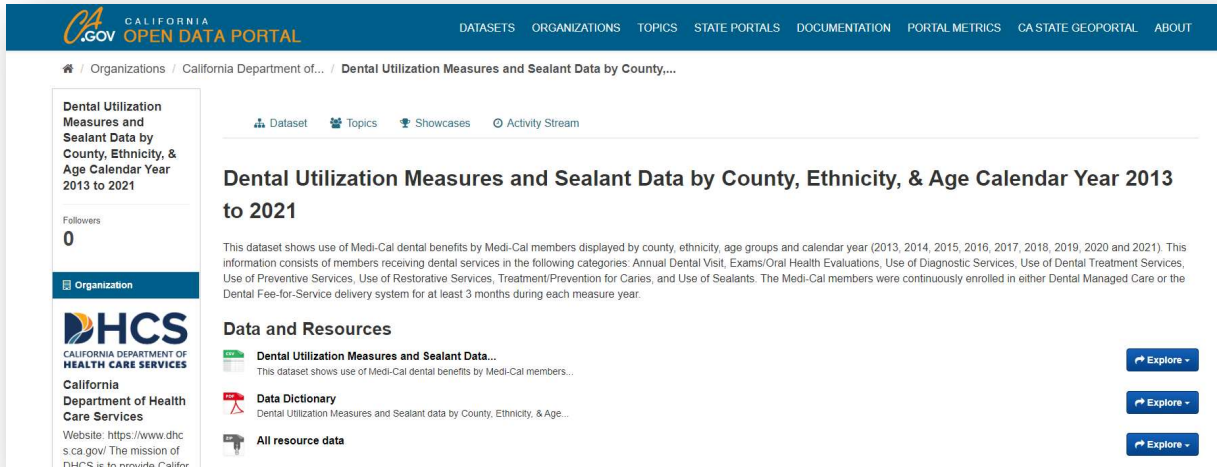 CA .GOV CALIFORNIA OPEN DATA PORTAL
DATASETS ORGANIZATIONS TOPICS STATE PORTALS DOCUMENTATION PORTAL METRICS CA STATE GEOPORTAL ABOUT
/ Organizations / California Department of... / Dental Utilization Measures and Sealant Data by County,...
Dental Utilization
Measures and
Sealant Data by
County, Ethnicity, &
Age Calendar Year
2013 to 2021
Followers
0
Organization
DHCS
CALIFORNIA DEPARTMENT OF
HEALTH CARE SERVICES
California
Department of Health
Care Services
Website: https://www.dhc
s.ca.gov/ The mission of
DHCS is to provide Califor
Dataset Topics Showcases Activity Stream
Dental Utilization Measures and Sealant Data by County, Ethnicity, & Age Calendar Year 2013
to 2021
This dataset shows use of Medi-Cal dental benefits by Medi-Cal members displayed by county, ethnicity, age groups and calendar year (2013, 2014, 2015, 2016, 2017, 2018, 2019, 2020 and 2021). This
information consists of members receiving dental services in the following categories: Annual Dental Visit, Exams/Oral Health Evaluations, Use of Diagnostic Services, Use of Dental Treatment Services,
Use of Preventive Services, Use of Restorative Services, Treatment/Prevention for Caries, and Use of Sealants. The Medi-Cal members were continuously enrolled in either Dental Managed Care or the
Dental Fee-for-Service delivery system for at least 3 months during each measure year.
Data and Resources
CSV
Dental Utilization Measures and Sealant Data...
This dataset shows use of Medi-Cal dental benefits by Medi-Cal members...
Explore
PDF
Data Dictionary
Dental Utilization Measures and Sealant data by County, Ethnicity, & Age...
Explore
ZIP
All resource data
Explore